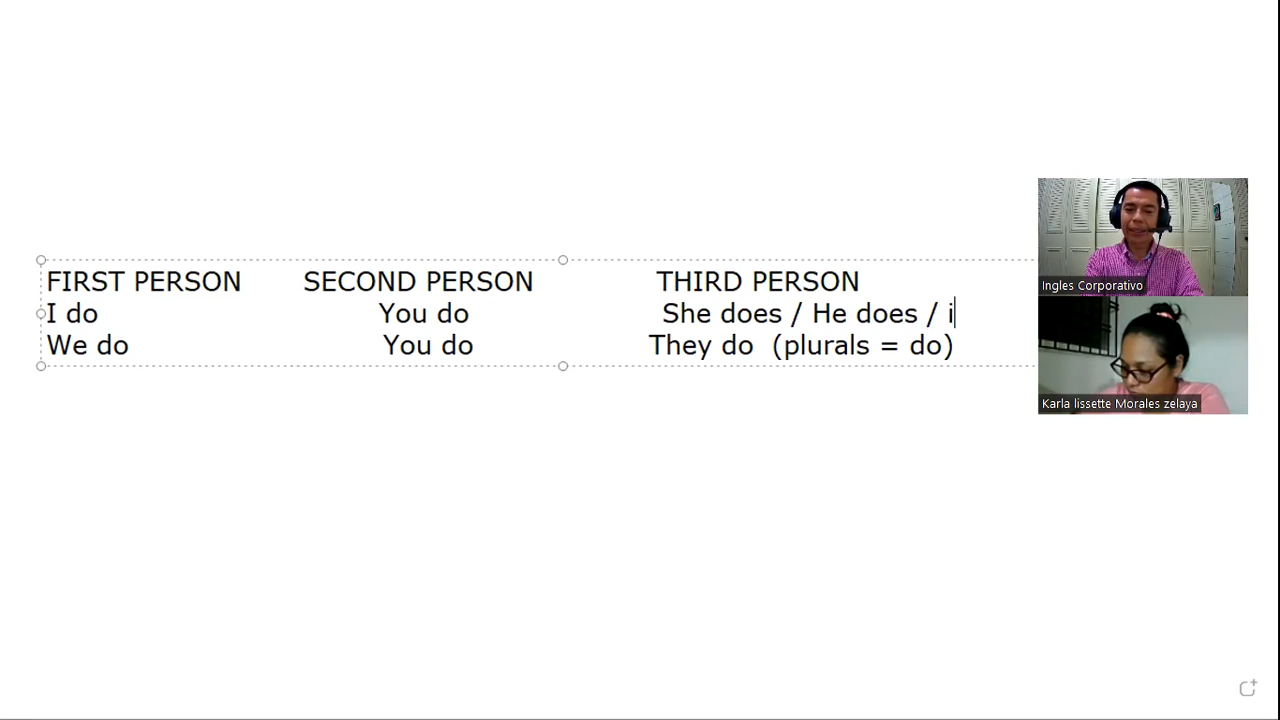 FIRST PERSON SECOND PERSON THIRD PERSON
I do You do She does / He does / i
We do You do They do (plurals = do)
Ingles Corporativo
Karla lissette Morales zelaya